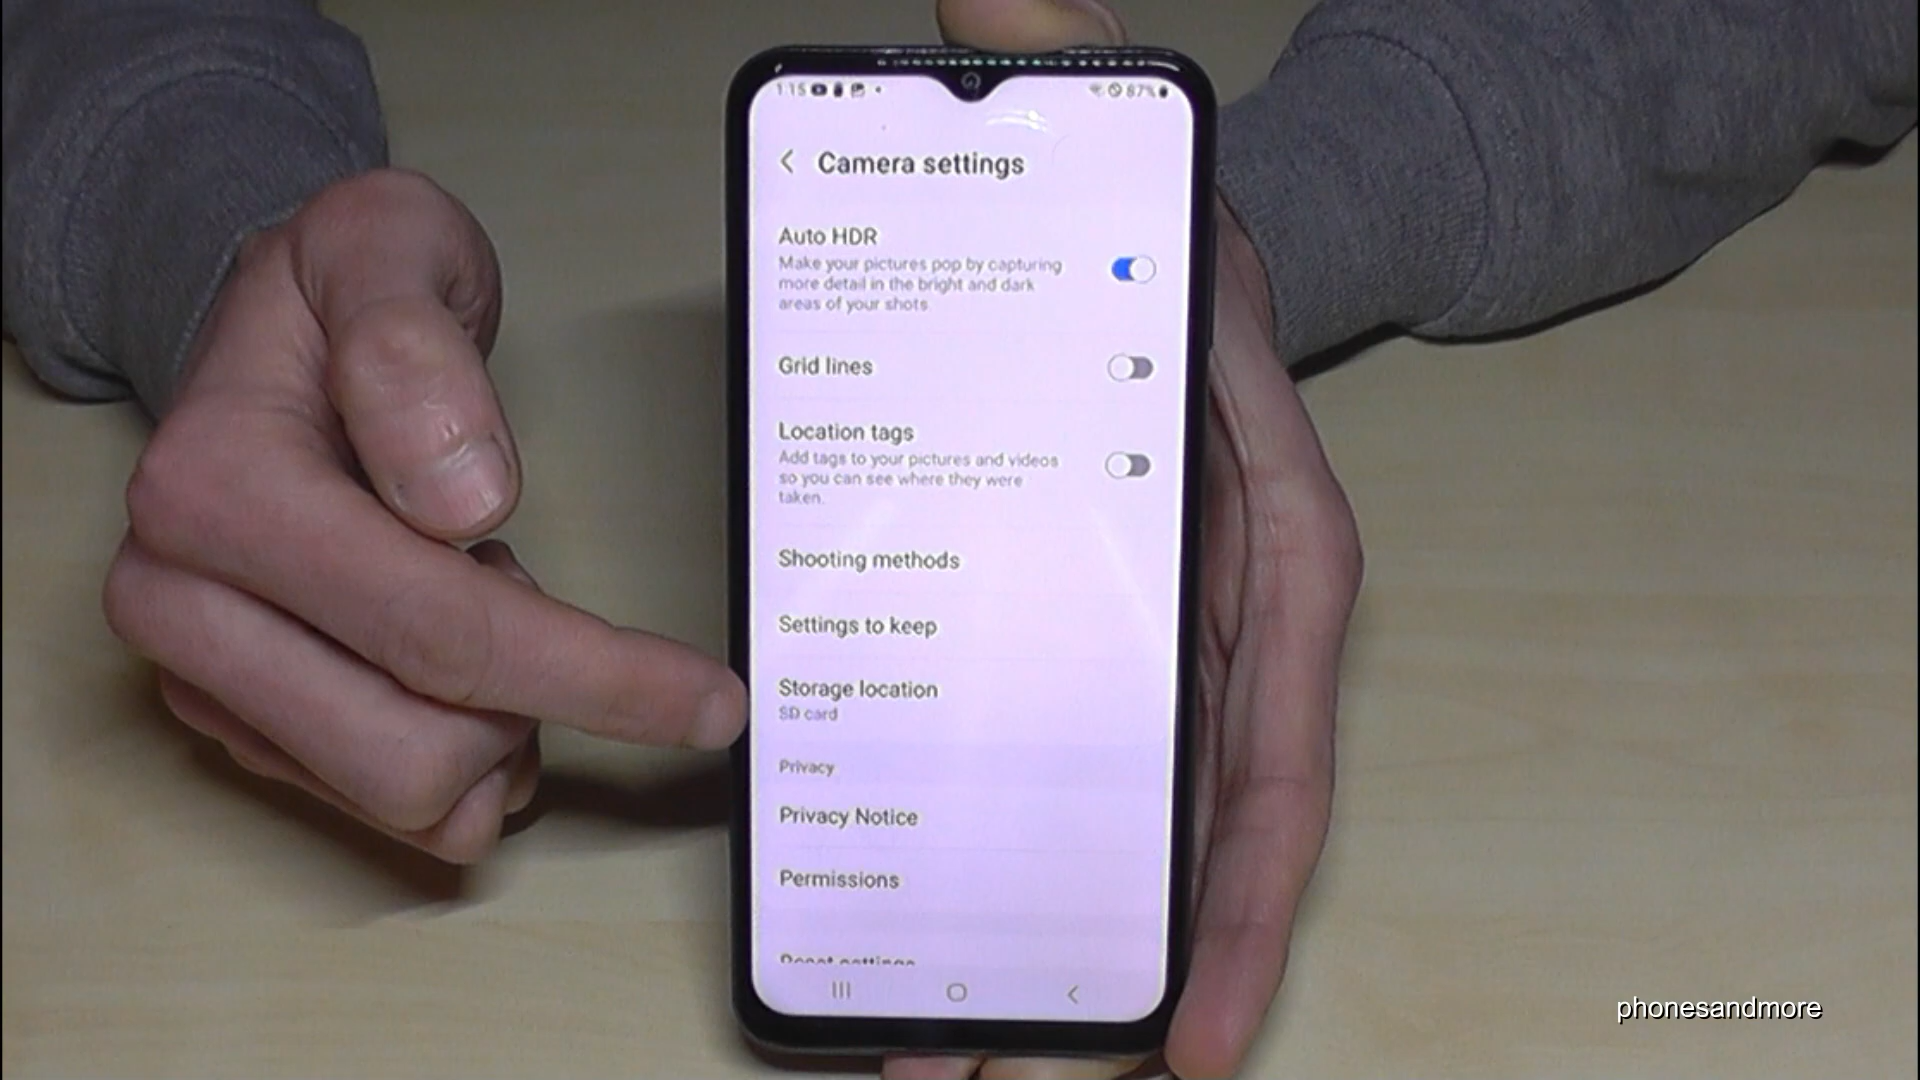 1:15
87%
Camera settings
Auto HDR
Make your pictures pop by capturing
more detail in the bright and dark
areas of your shots.
Grid lines
Location tags
Add tags to your pictures and videos
so you can see where they were
taken.
Shooting methods
Settings to keep
Storage location
SD card
Privacy
Privacy Notice
Permissions
Reset settings
phonesandmore